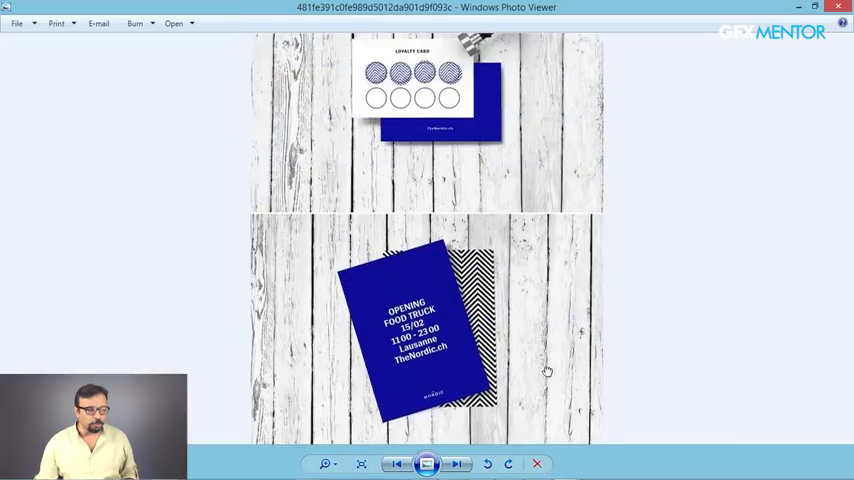 481fe391c0fe989d5012da901d9f093c - Windows Photo Viewer
File Print E-mail Burn Open
GFXMENTOR
LOYALTY CARD
TheNordic.ch
OPENING
FOOD TRUCK
15/02
11 00 - 23 00
Lausanne
TheNordic.ch
NORDIC